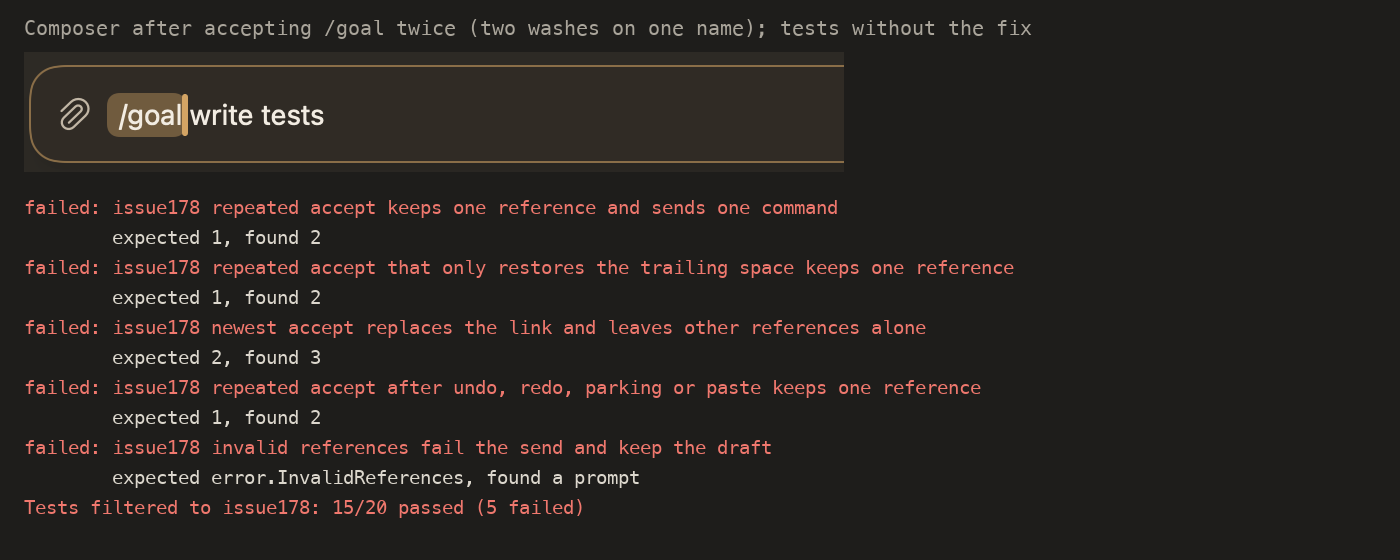 Composer after accepting /goal twice (two washes on one name); tests without the fix
/goal write tests
failed: issue178 repeated accept keeps one reference and sends one command
expected 1, found 2
failed: issue178 repeated accept that only restores the trailing space keeps one reference
expected 1, found 2
failed: issue178 newest accept replaces the link and leaves other references alone
expected 2, found 3
failed: issue178 repeated accept after undo, redo, parking or paste keeps one reference
expected 1, found 2
failed: issue178 invalid references fail the send and keep the draft
expected error.InvalidReferences, found a prompt
Tests filtered to issue178: 15/20 passed (5 failed)